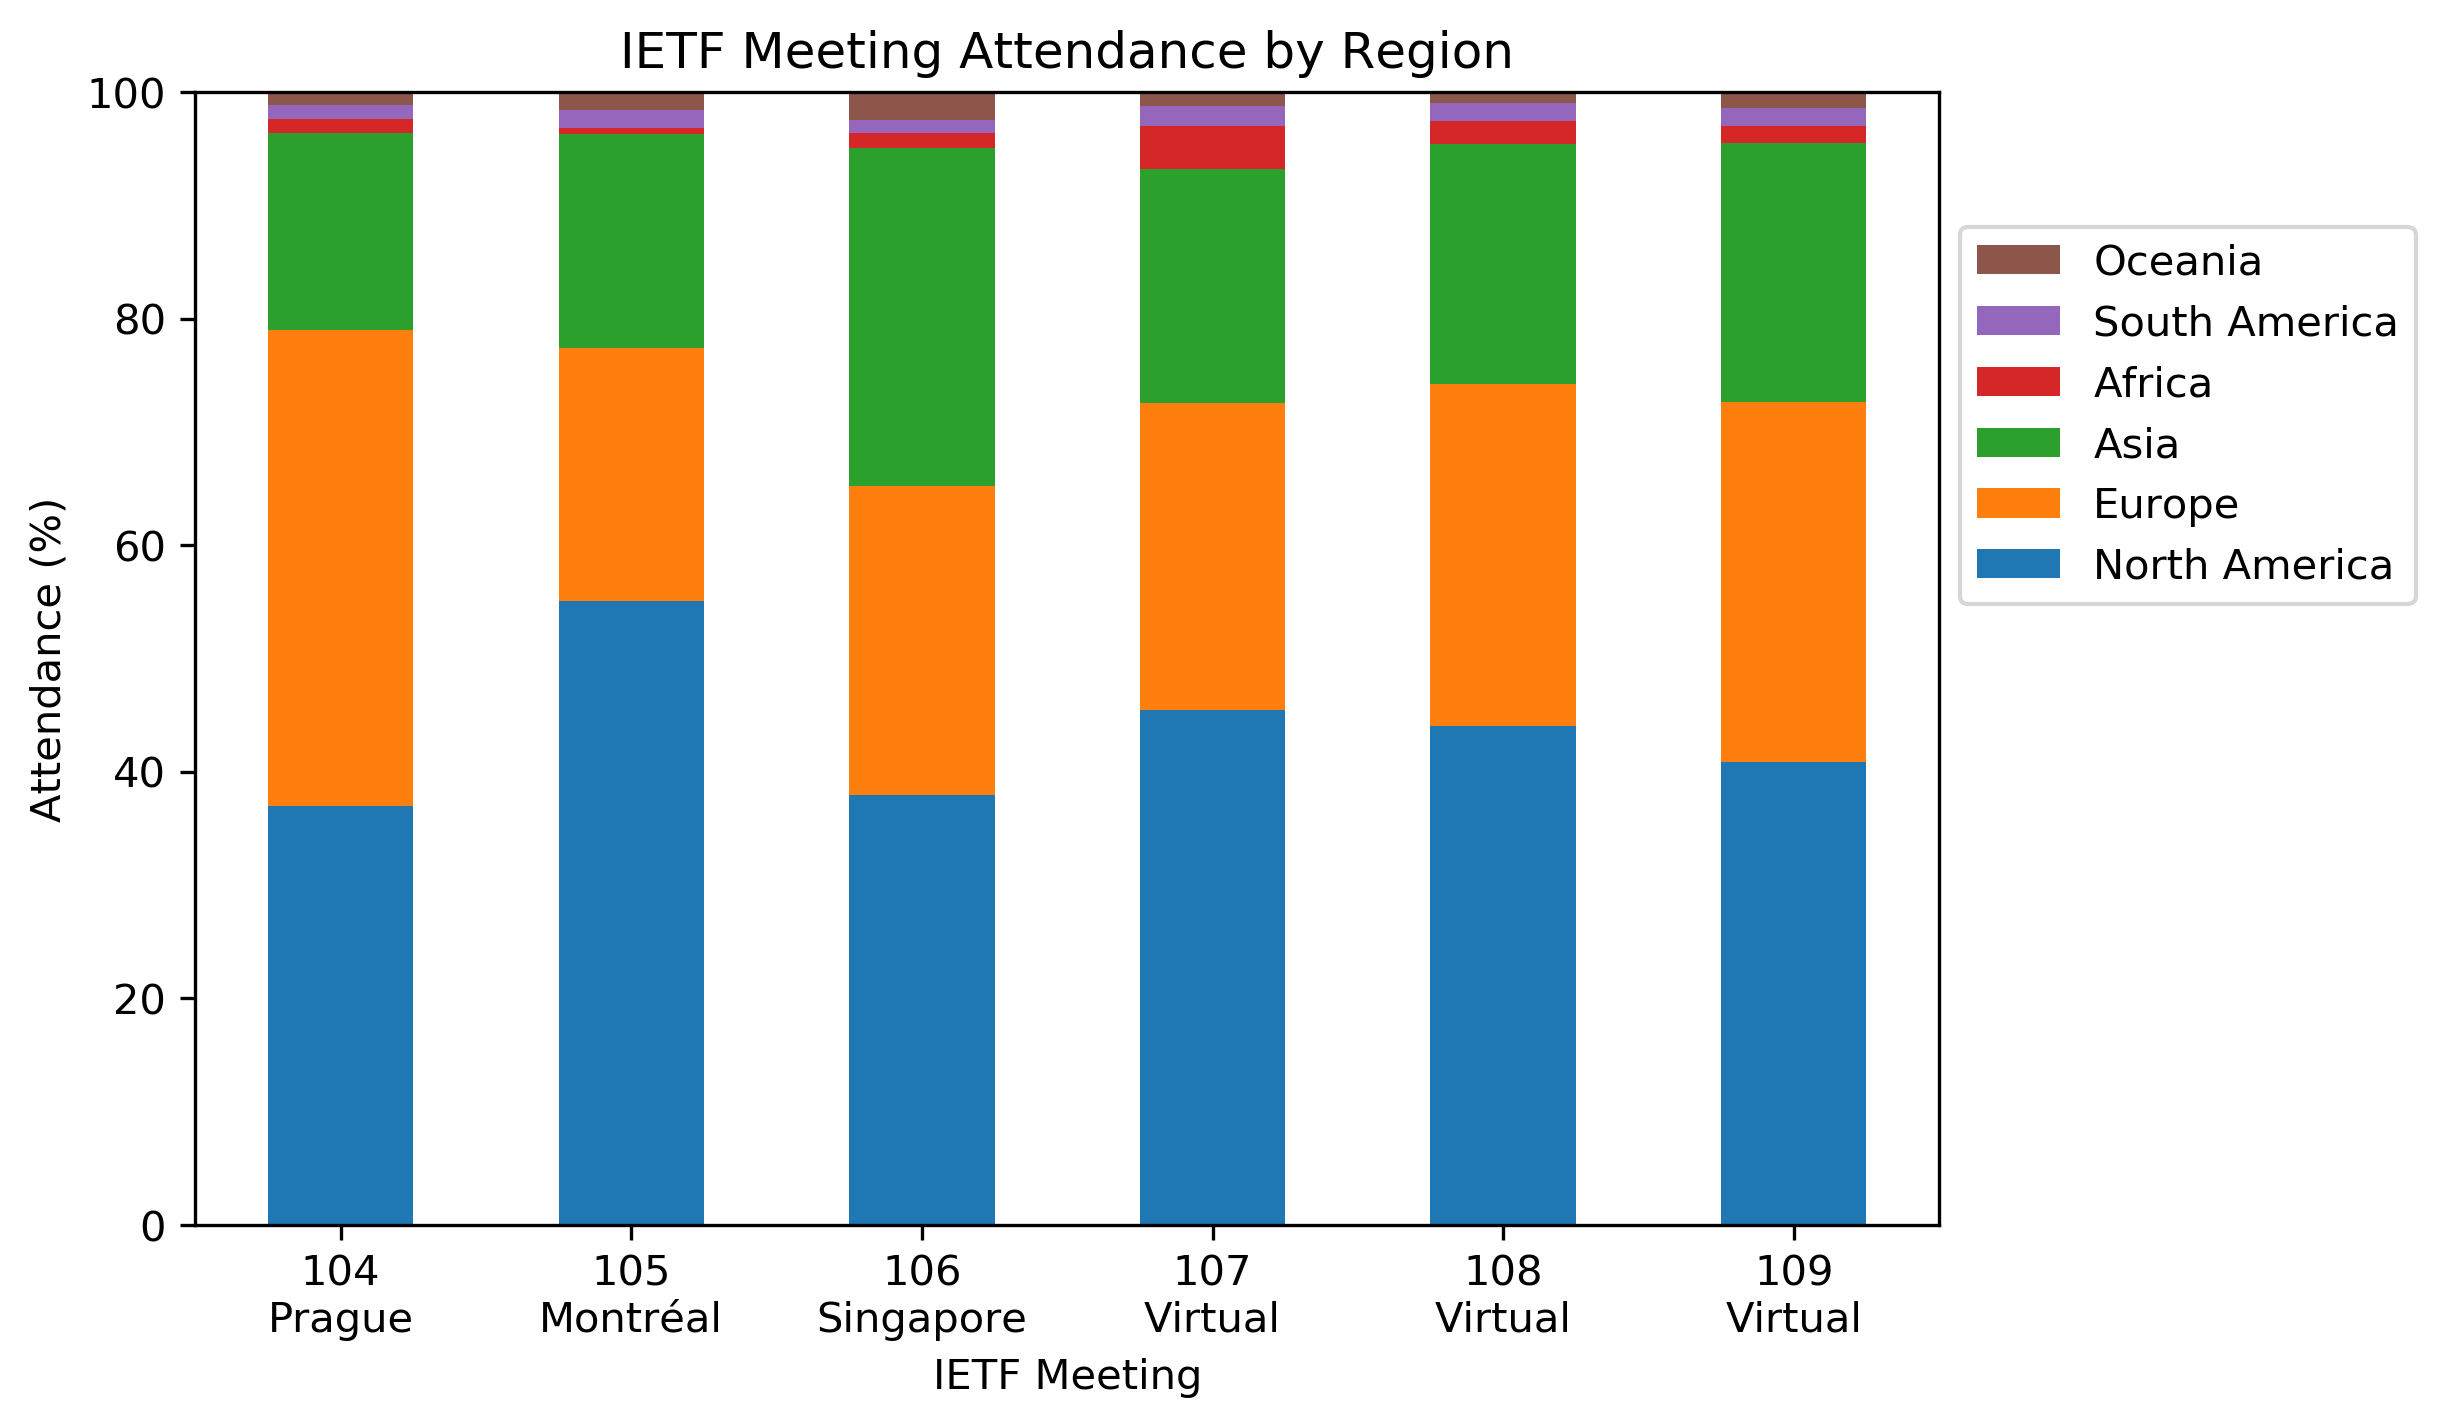 IETF Meeting Attendance by Region
Attendance (%)
100
80
60
40
20
0
104
Prague
105
Montréal
106
Singapore
107
Virtual
108
Virtual
109
Virtual
IETF Meeting
Oceania
South America
Africa
Asia
Europe
North America